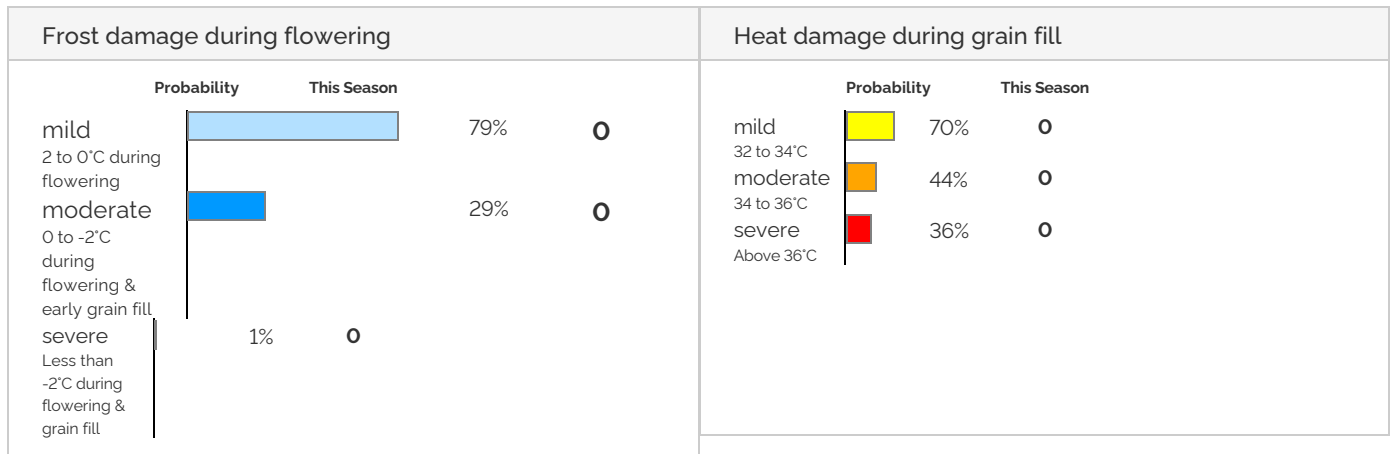 Frost damage during flowering
Probability This Season
mild 79% 0
2 to 0°C during
flowering
moderate 29% 0
0 to -2°C
during
flowering &
early grain fill
severe 1% 0
Less than
-2°C during
flowering &
grain fill
Heat damage during grain fill
Probability This Season
mild 70% 0
32 to 34°C
moderate 44% 0
34 to 36°C
severe 36% 0
Above 36°C